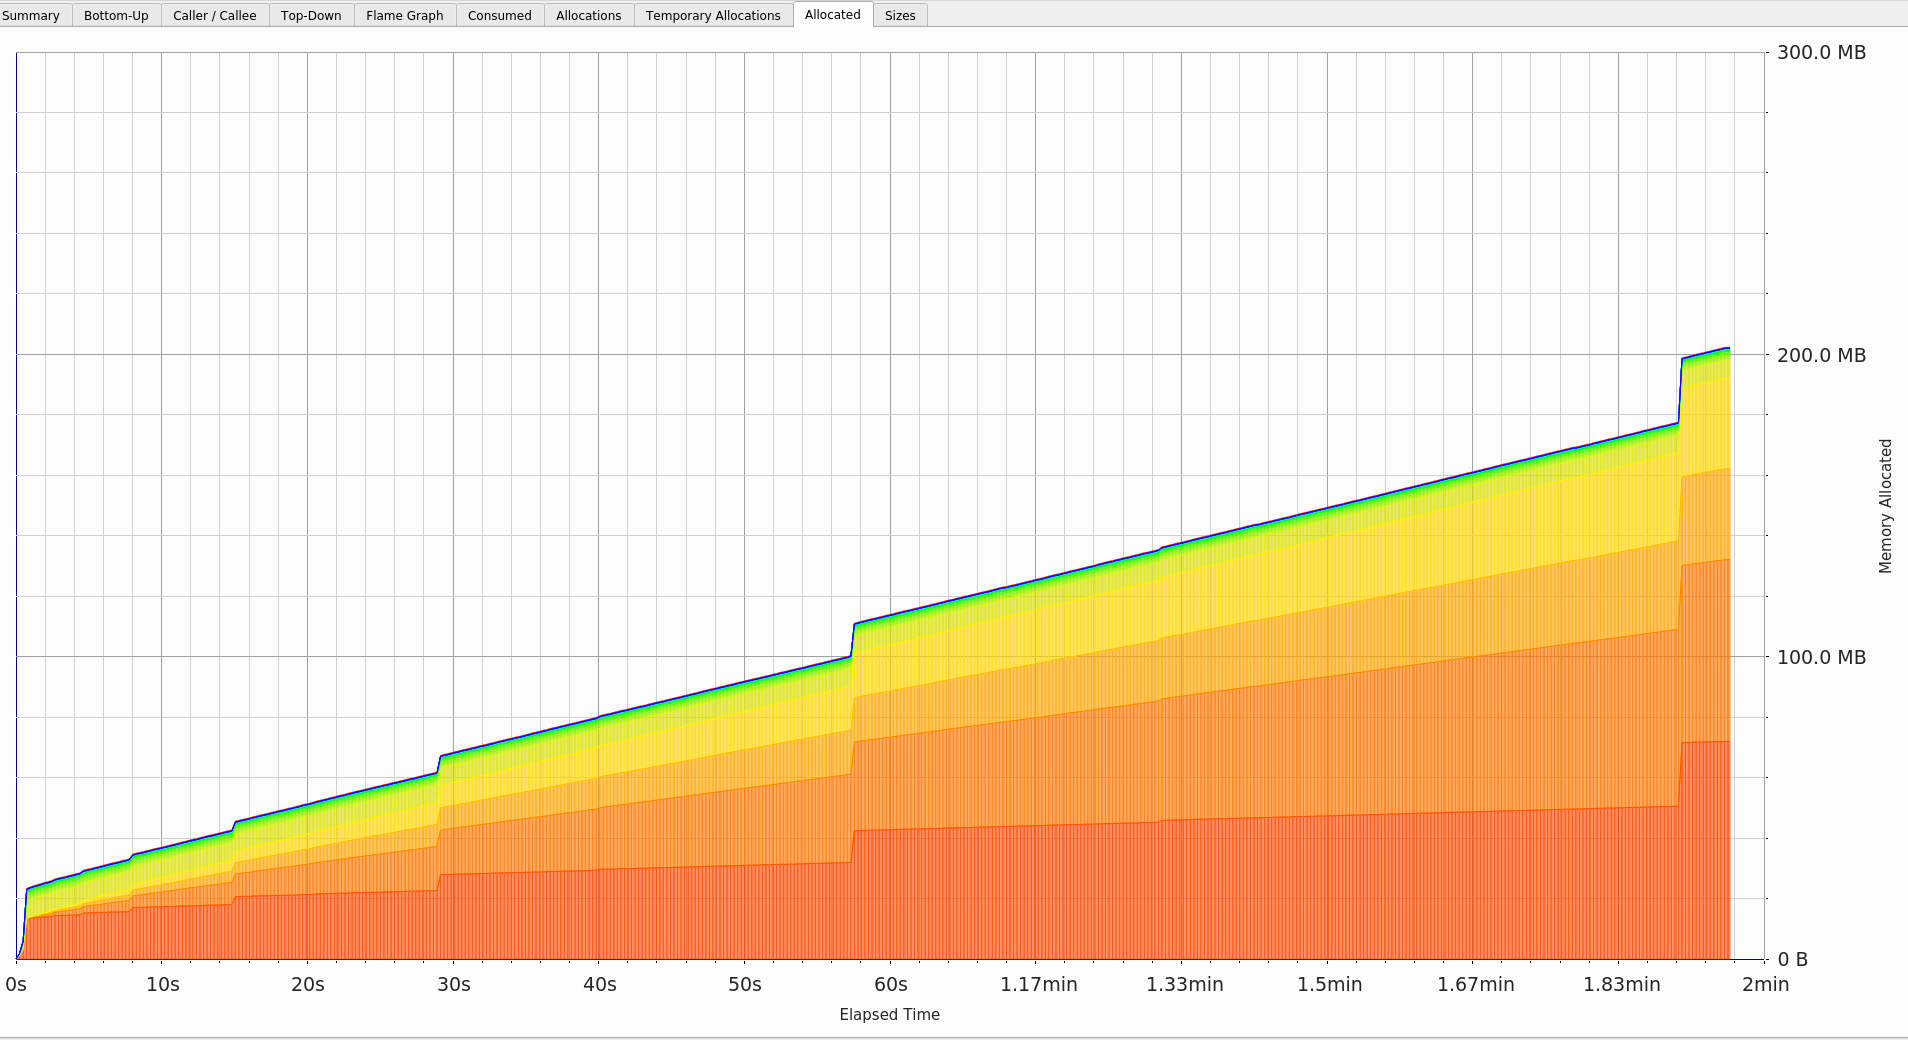 Summary Bottom-Up Caller / Callee Top-Down Flame Graph Consumed Allocations Temporary Allocations Allocated Sizes
300.0 MB
200.0 MB
Memory Allocated
100.0 MB
0 B
0s 10s 20s 30s 40s 50s 60s 1.17min 1.33min 1.5min 1.67min 1.83min 2min
Elapsed Time